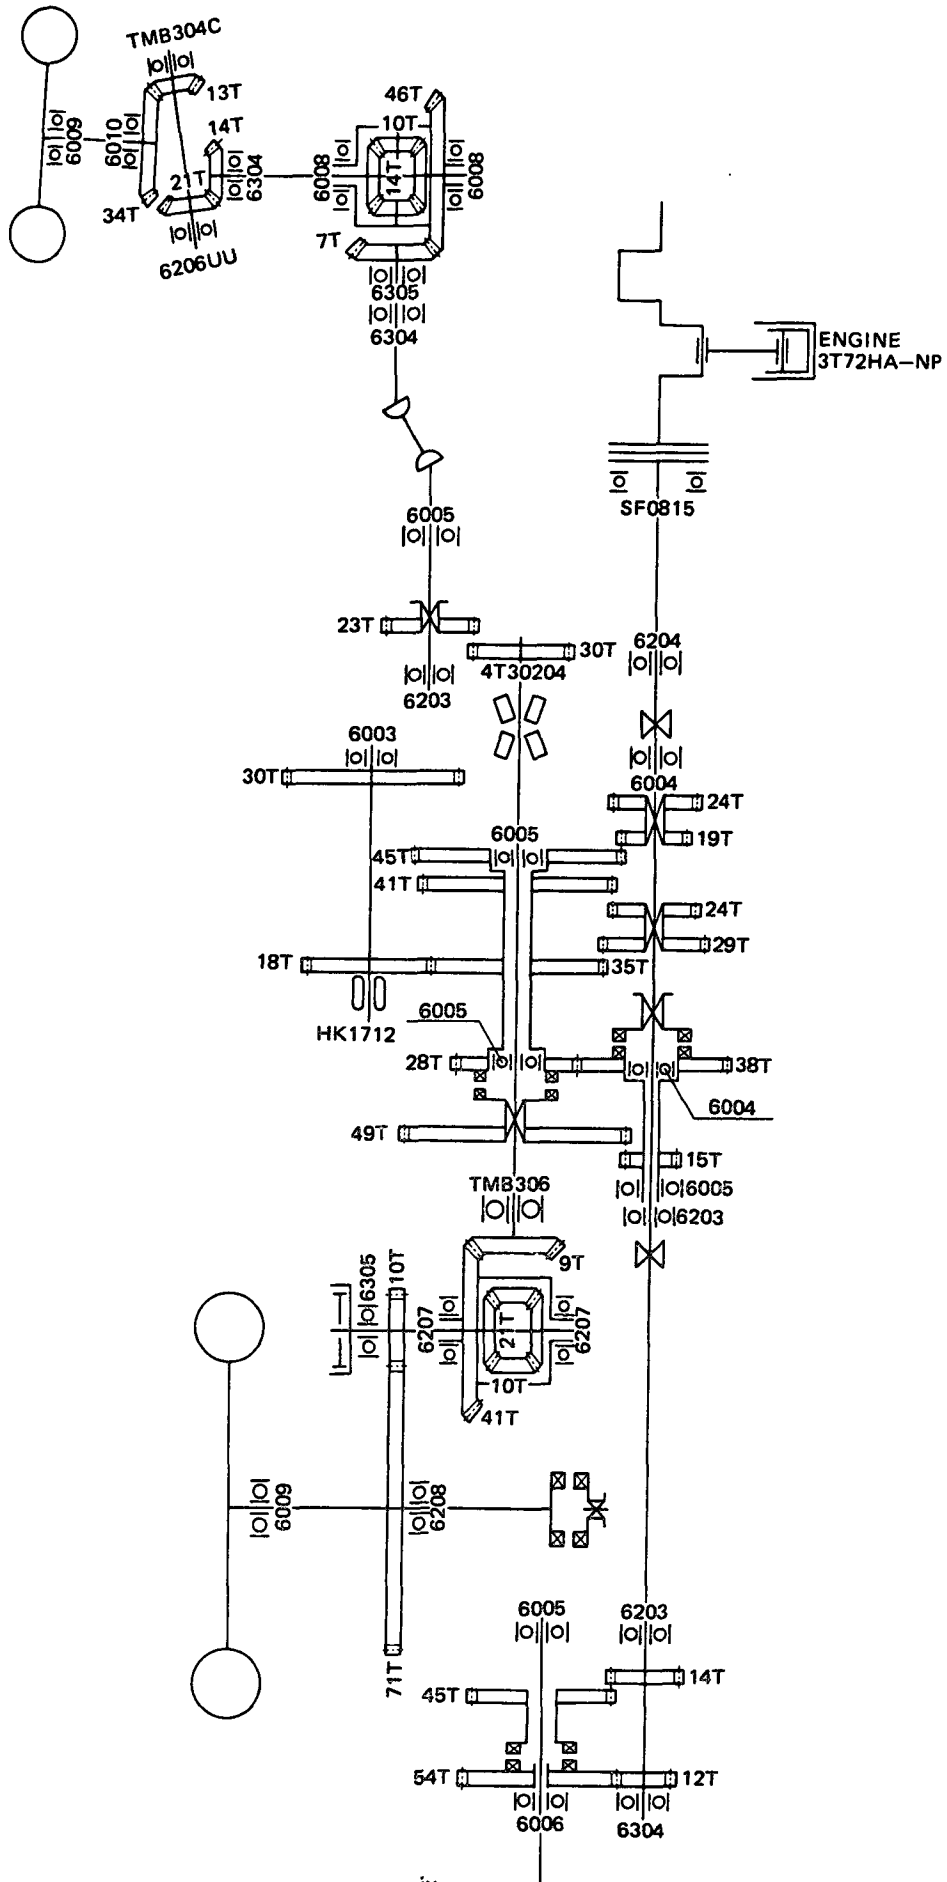 TMB304C
13T
14T
6009
6010
6304
21T
34T
6206UU
46T
10T
6008
14T
6008
7T
6305
6304
ENGINE
3T72HA-NP
SF0815
6005
23T
30T
4T30204
6203
6204
6003
30T
6004
24T
19T
6005
45T
41T
24T
29T
18T
35T
HK1712
6005
28T
38T
6004
49T
15T
TMB306
6005
6203
9T
6305
10T
6207
21T
6207
10T
41T
6009
6208
71T
6005
6203
14T
45T
54T
12T
6006
6304